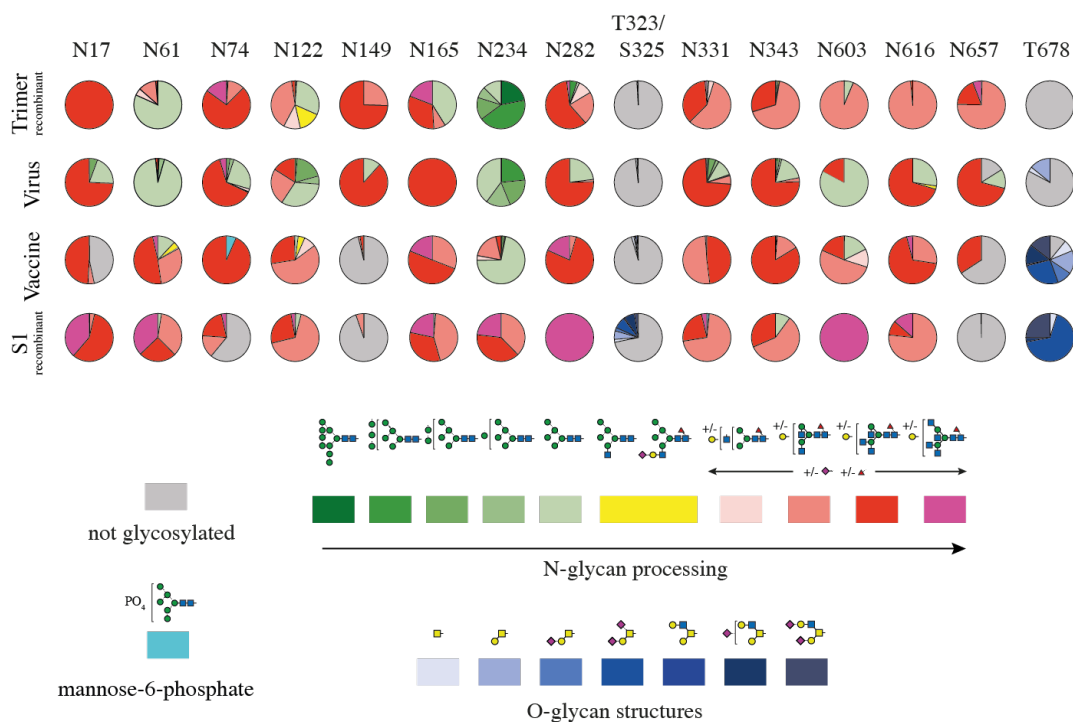 T323/
N17 N61 N74 N122 N149 N165 N234 N282 S325 N331 N343 N603 N616 N657 T678
Trimer
recombinant
Virus
Vaccine
S1
recombinant
+/- +/- +/- +/-
+/- +/-
not glycosylated
N-glycan processing
PO4
mannose-6-phosphate
O-glycan structures